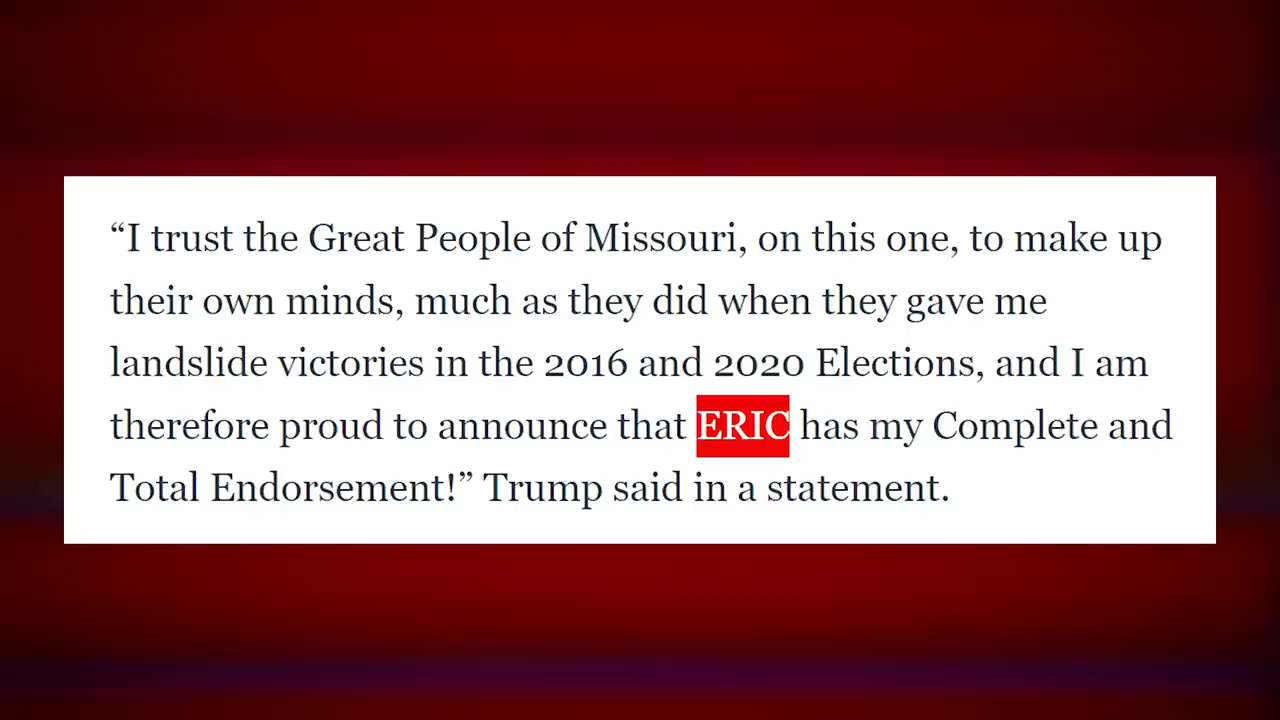 “I trust the Great People of Missouri, on this one, to make up
their own minds, much as they did when they gave me
landslide victories in the 2016 and 2020 Elections, and I am
therefore proud to announce that ERIC has my Complete and
Total Endorsement!” Trump said in a statement.